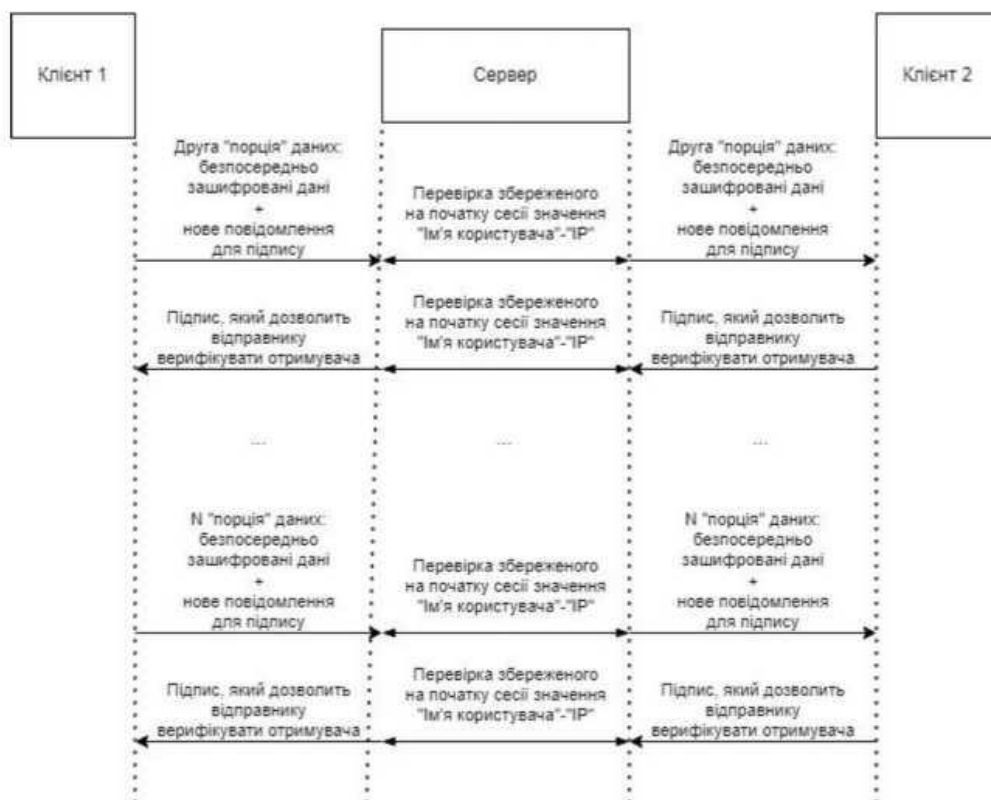 Клієнт 1
Сервер
Клієнт 2
Друга "порція" даних:
безпосередньо
зашифровані дані
+
нове повідомлення
для підпису
Перевірка збереженого
на початку сесії значення
"Ім'я користувача"-"IP"
Друга "порція" даних:
безпосередньо
зашифровані дані
+
нове повідомлення
для підпису
Підпис, який дозволить
відправнику
верифікувати отримувача
Перевірка збереженого
на початку сесії значення
"Ім'я користувача"-"IP"
Підпис, який дозволить
відправнику
верифікувати отримувача
...
...
...
N "порція" даних:
безпосередньо
зашифровані дані
+
нове повідомлення
для підпису
Перевірка збереженого
на початку сесії значення
"Ім'я користувача"-"IP"
N "порція" даних:
безпосередньо
зашифровані дані
+
нове повідомлення
для підпису
Підпис, який дозволить
відправнику
верифікувати отримувача
Перевірка збереженого
на початку сесії значення
"Ім'я користувача"-"IP"
Підпис, який дозволить
відправнику
верифікувати отримувача